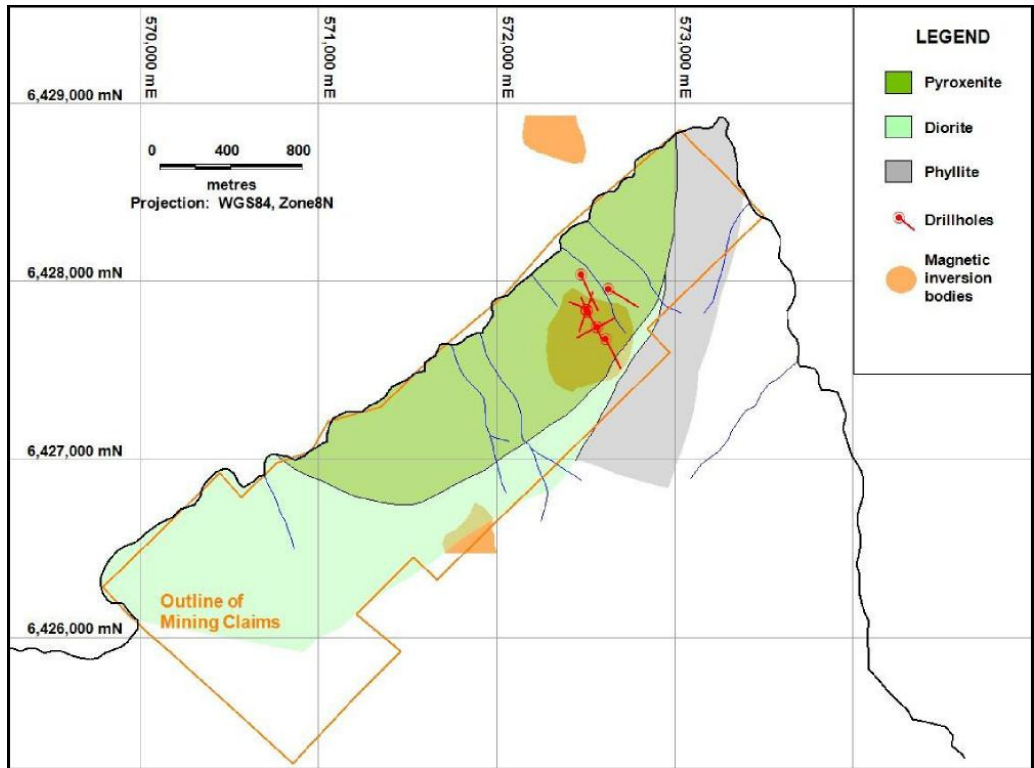 570,000 mE
571,000 mE
572,000 mE
573,000 mE
6,429,000 mN
0 400 800
metres
Projection: WGS84, Zone8N
6,428,000 mN
6,427,000 mN
Outline of
Mining Claims
6,426,000 mN
LEGEND
Pyroxenite
Diorite
Phyllite
Drillholes
Magnetic
inversion
bodies